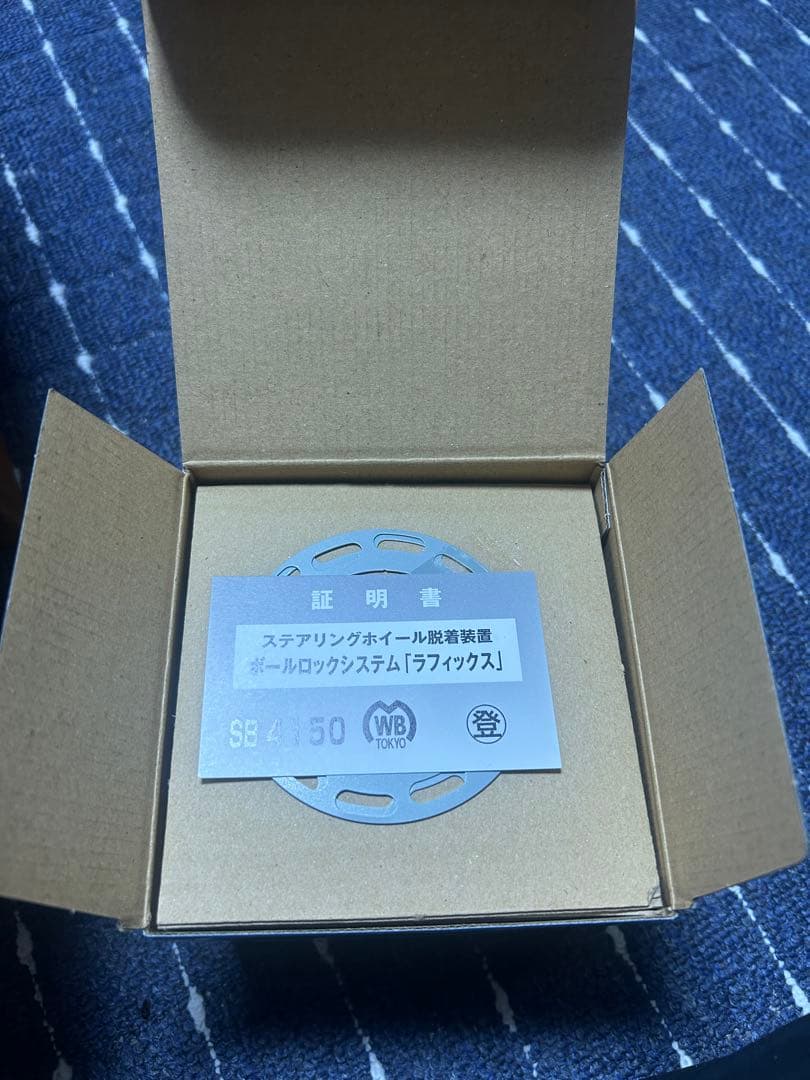 証明書
ステアリングホイール脱着装置
ボールロックシステム「ラフィックス」
WB
TOKYO
登